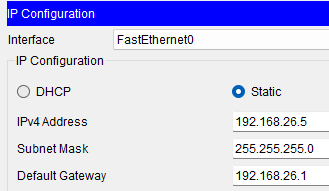 IP Configuration
Interface FastEthernet0
IP Configuration
DHCP Static
IPv4 Address 192.168.26.5
Subnet Mask 255.255.255.0
Default Gateway 192.168.26.1